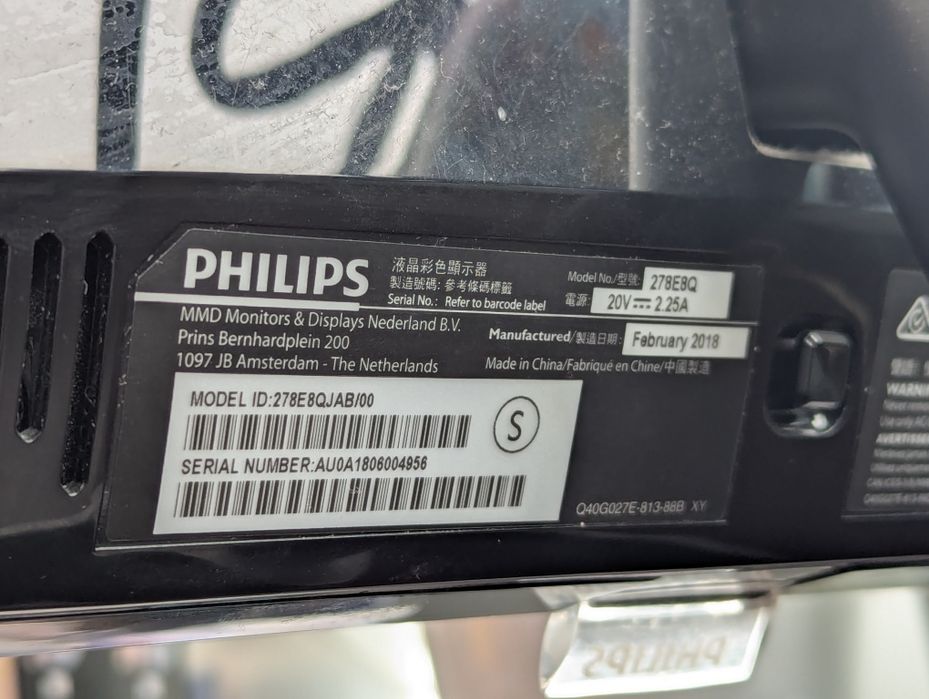 PHILIPS
液晶彩色顯示器
製造號碼: 參考條碼標籤
Serial No.: Refer to barcode label
Model No./型號: 278E8Q
電源: 20V 2.25A
MMD Monitors & Displays Nederland B.V.
Prins Bernhardplein 200
1097 JB Amsterdam - The Netherlands
Manufactured/製造日期: February 2018
Made in China/Fabriqué en Chine/中國製造
MODEL ID:278E8QJAB/00
S
SERIAL NUMBER:AU0A1806004956
Q40G027E-813-88B XY
WARNIN
AVERTISSEM
PHILIPS